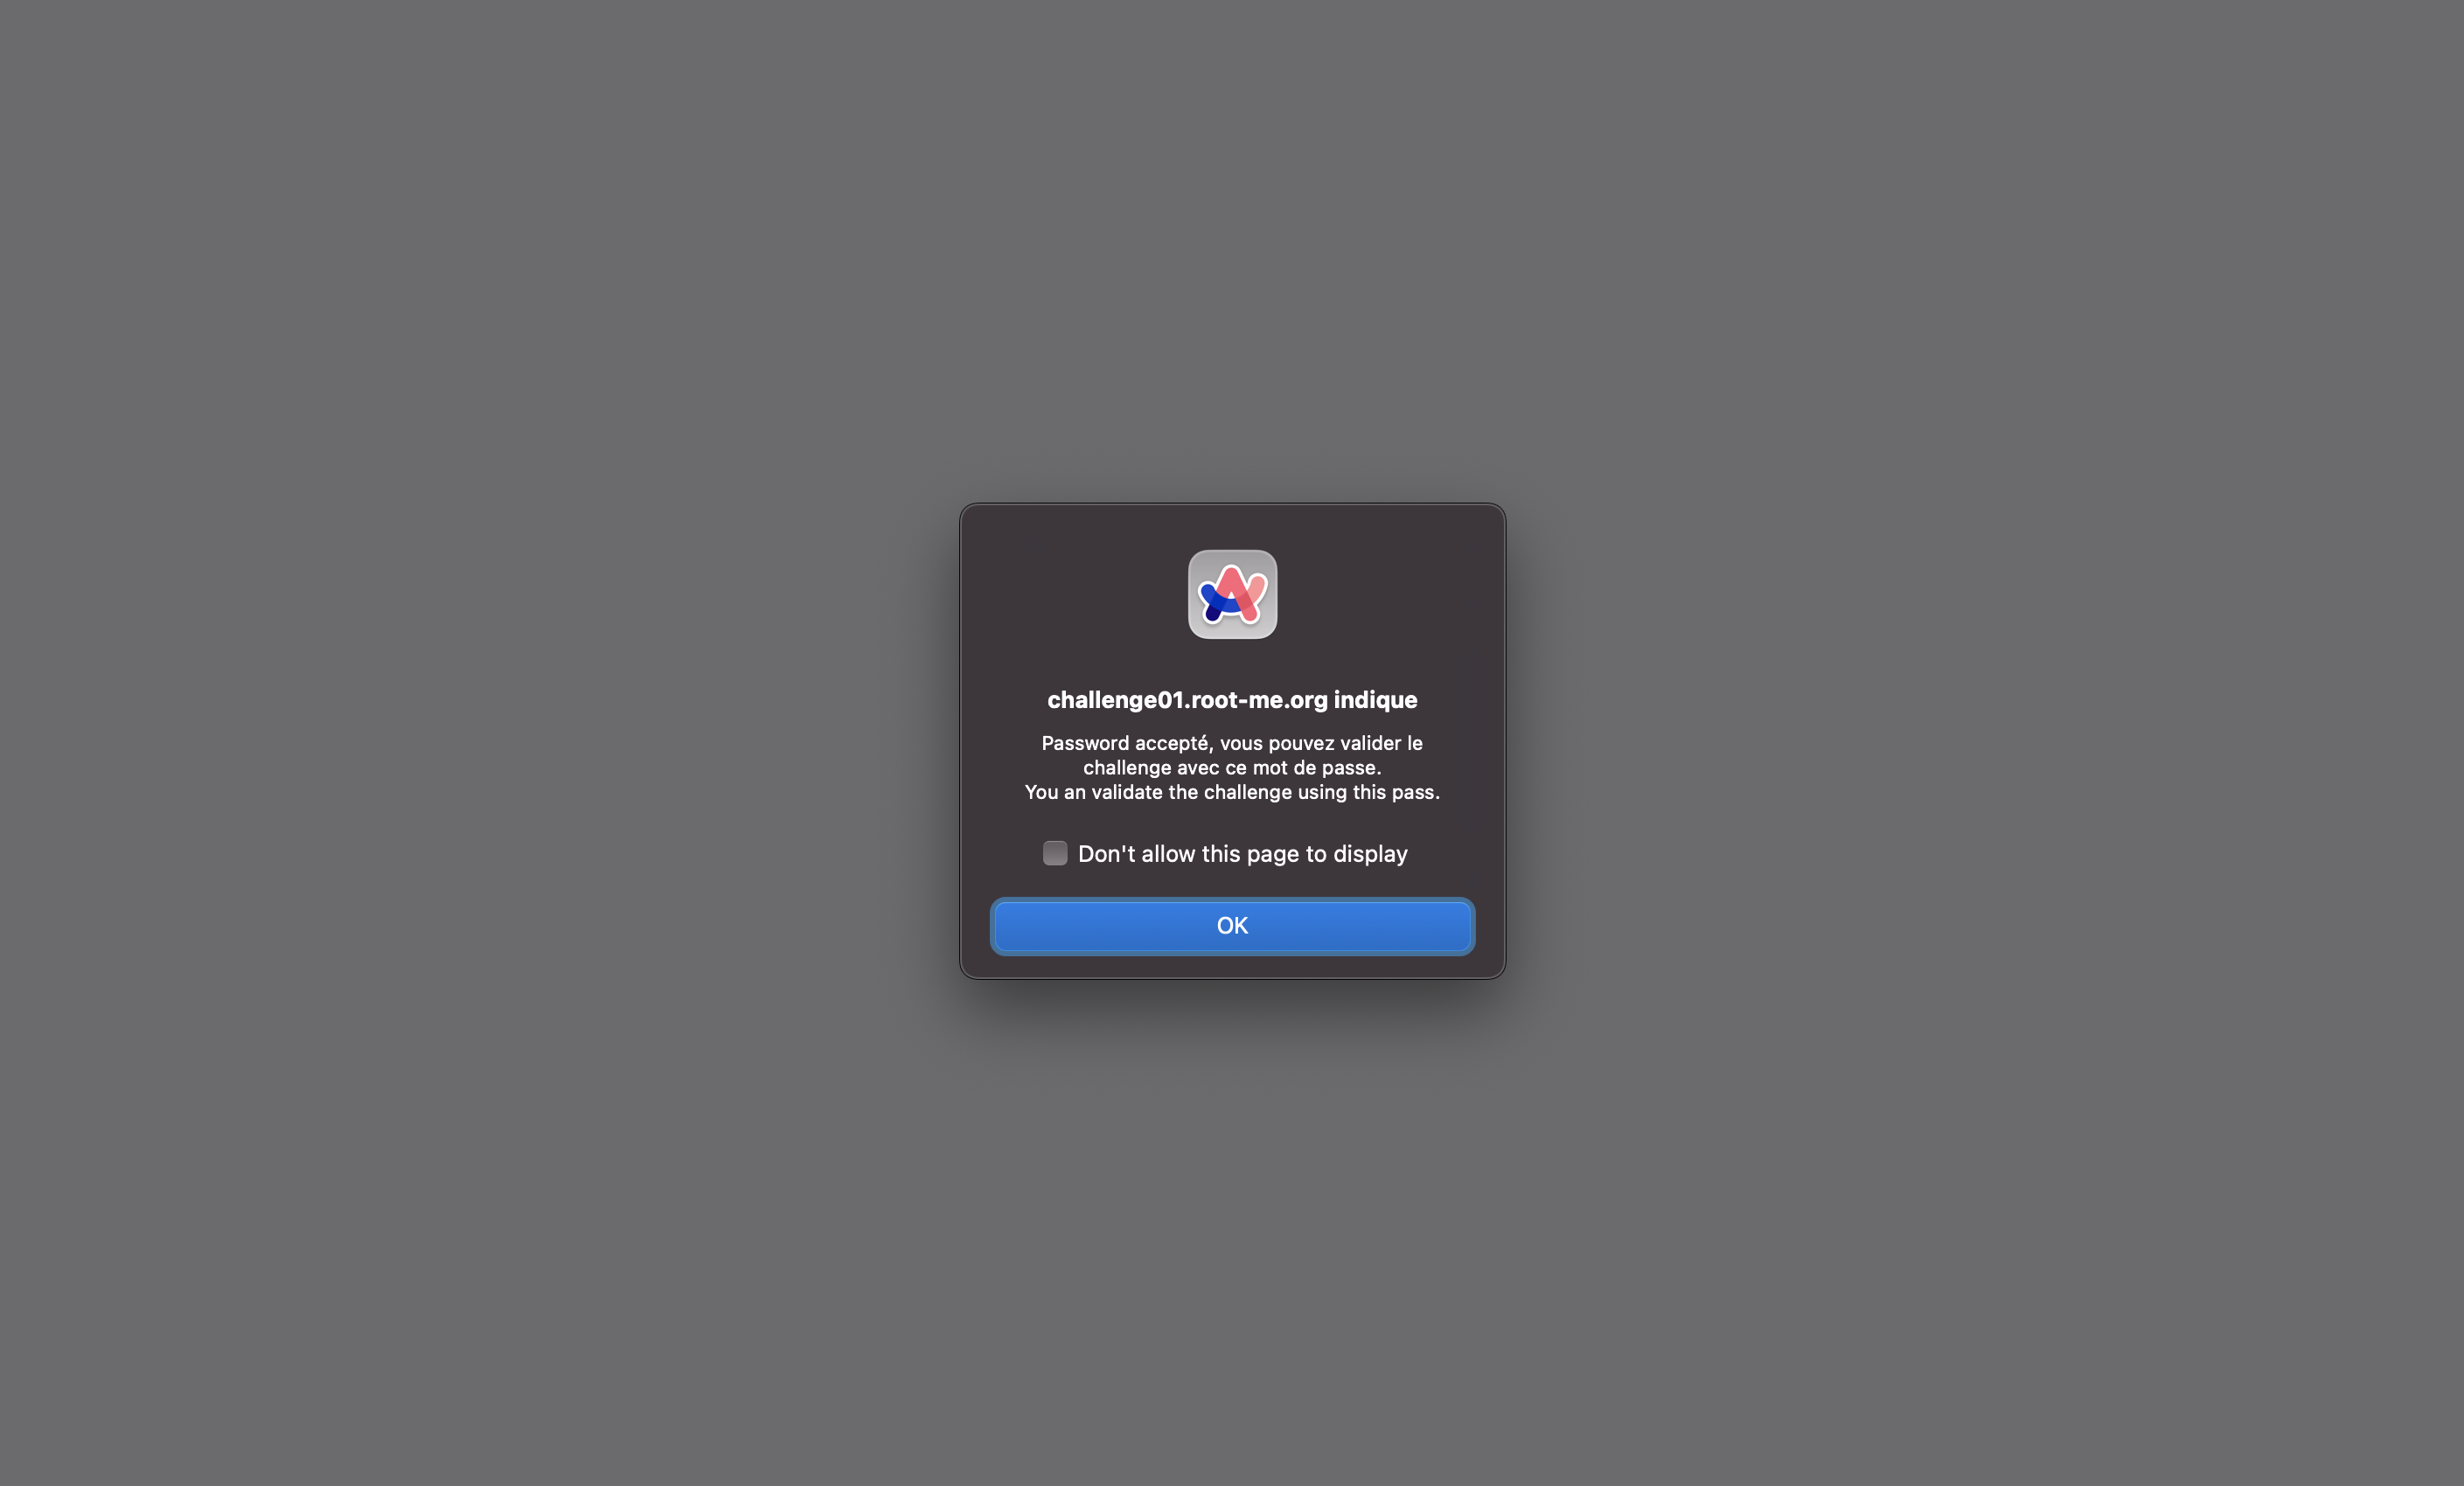 challenge01.root-me.org indique
Password accepté, vous pouvez valider le
challenge avec ce mot de passe.
You an validate the challenge using this pass.
Don't allow this page to display
OK